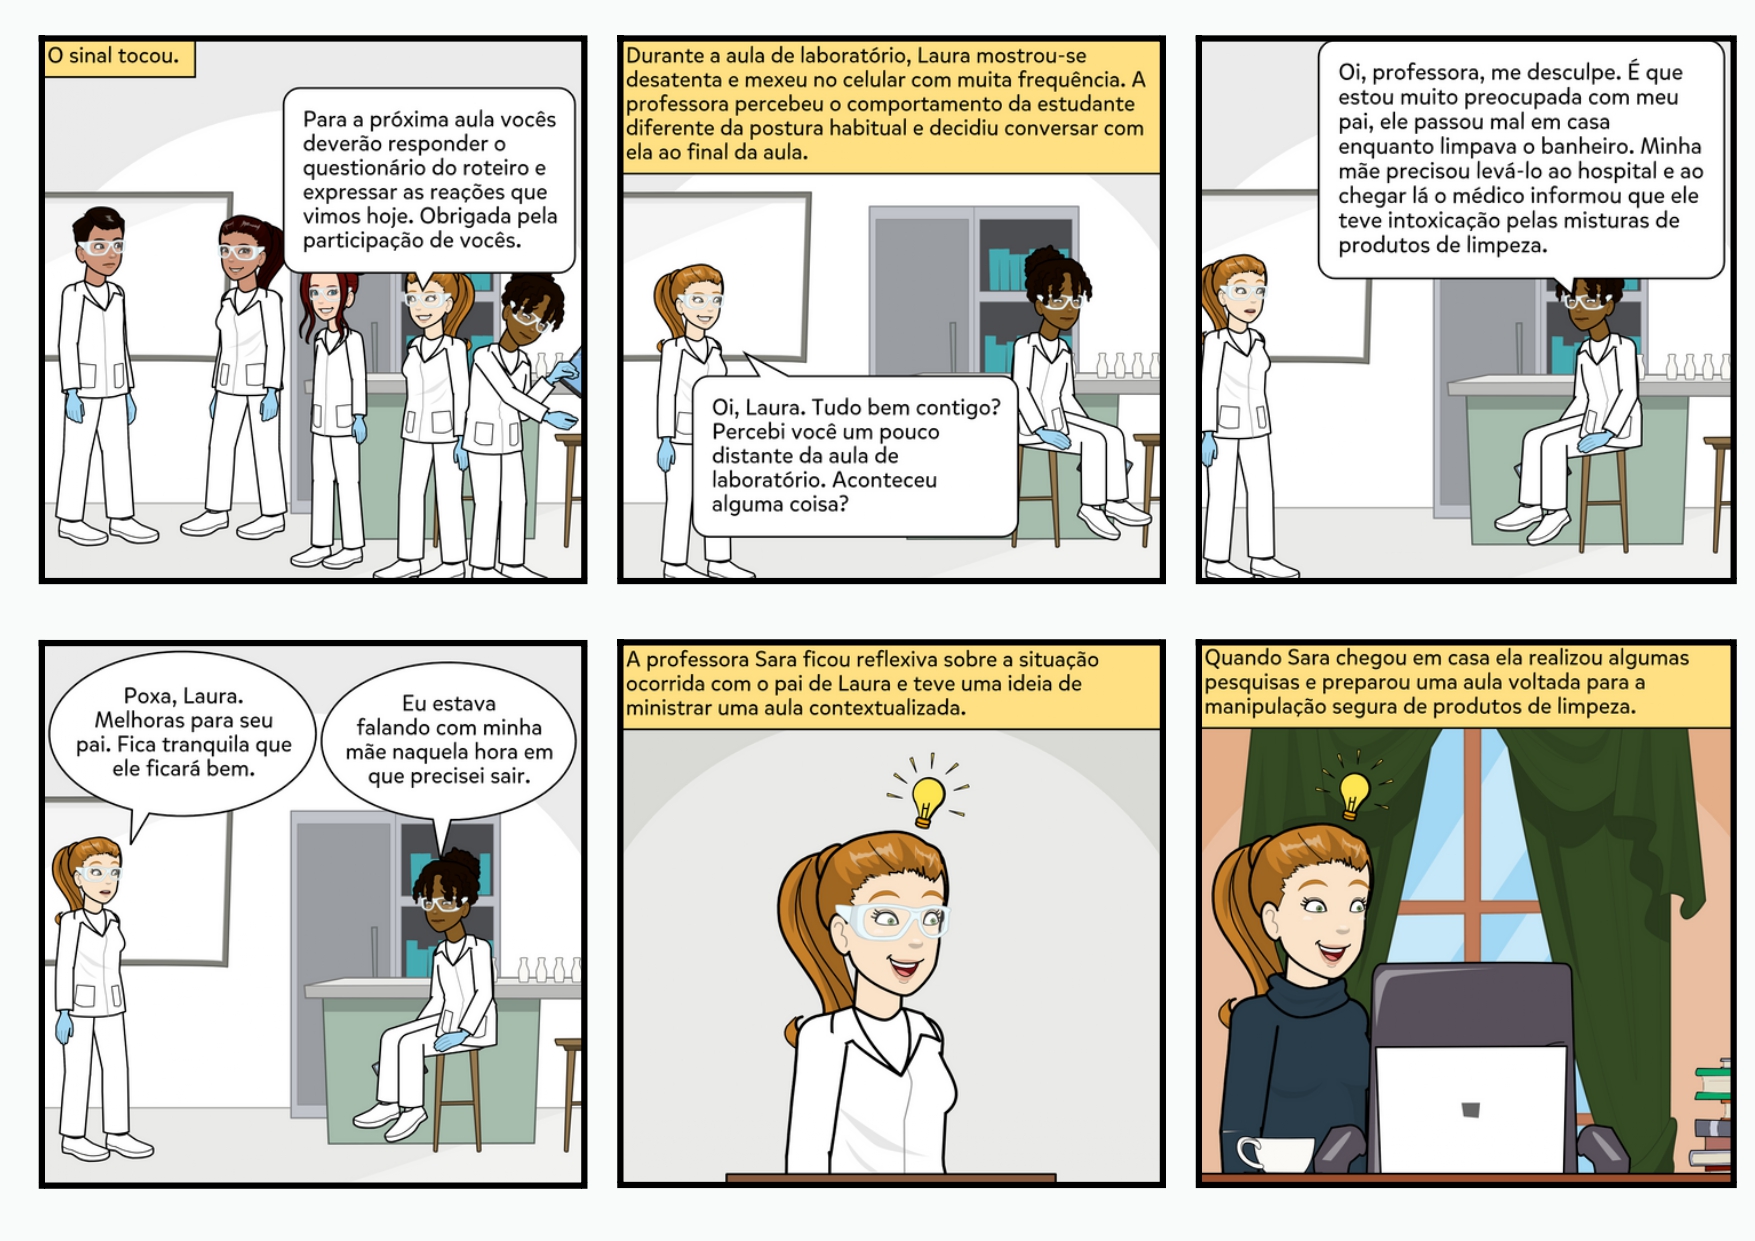 O sinal tocou.
Para a próxima aula vocês
deverão responder o
questionário do roteiro e
expressar as reações que
vimos hoje. Obrigada pela
participação de vocês.
Durante a aula de laboratório, Laura mostrou-se
desatenta e mexeu no celular com muita frequência. A
professora percebeu o comportamento da estudante
diferente da postura habitual e decidiu conversar com
ela ao final da aula.
Oi, Laura. Tudo bem contigo?
Percebi você um pouco
distante da aula de
laboratório. Aconteceu
alguma coisa?
Oi, professora, me desculpe. É que
estou muito preocupada com meu
pai, ele passou mal em casa
enquanto limpava o banheiro. Minha
mãe precisou levá-lo ao hospital e ao
chegar lá o médico informou que ele
teve intoxicação pelas misturas de
produtos de limpeza.
Poxa, Laura.
Melhoras para seu
pai. Fica tranquila que
ele ficará bem.
Eu estava
falando com minha
mãe naquela hora em
que precisei sair.
A professora Sara ficou reflexiva sobre a situação
ocorrida com o pai de Laura e teve uma ideia de
ministrar uma aula contextualizada.
Quando Sara chegou em casa ela realizou algumas
pesquisas e preparou uma aula voltada para a
manipulação segura de produtos de limpeza.